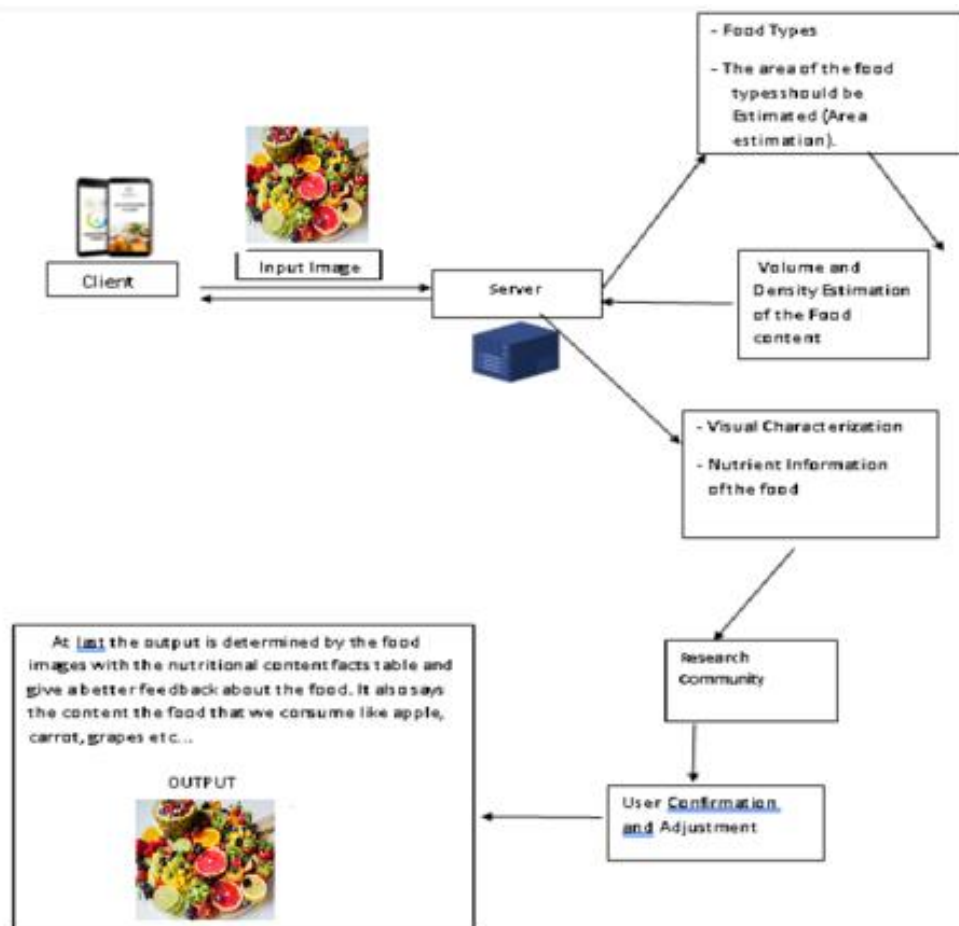 - Food Types
- The area of the food
typesshould be
Estimated (Area
estimation).
Input Image
Client
Server
Volume and
Density Estimation
of the Food
content
- Visual Characterization
- Nutrient Information
ofthe food
Research
Community
User Confirmation
and Adjustment
At last the output is determined by the food
images with the nutritional contentfacts table and
give a better feedback about the food. It also says
the content the food that we consume like apple,
carrot, grapes etc...
OUTPUT